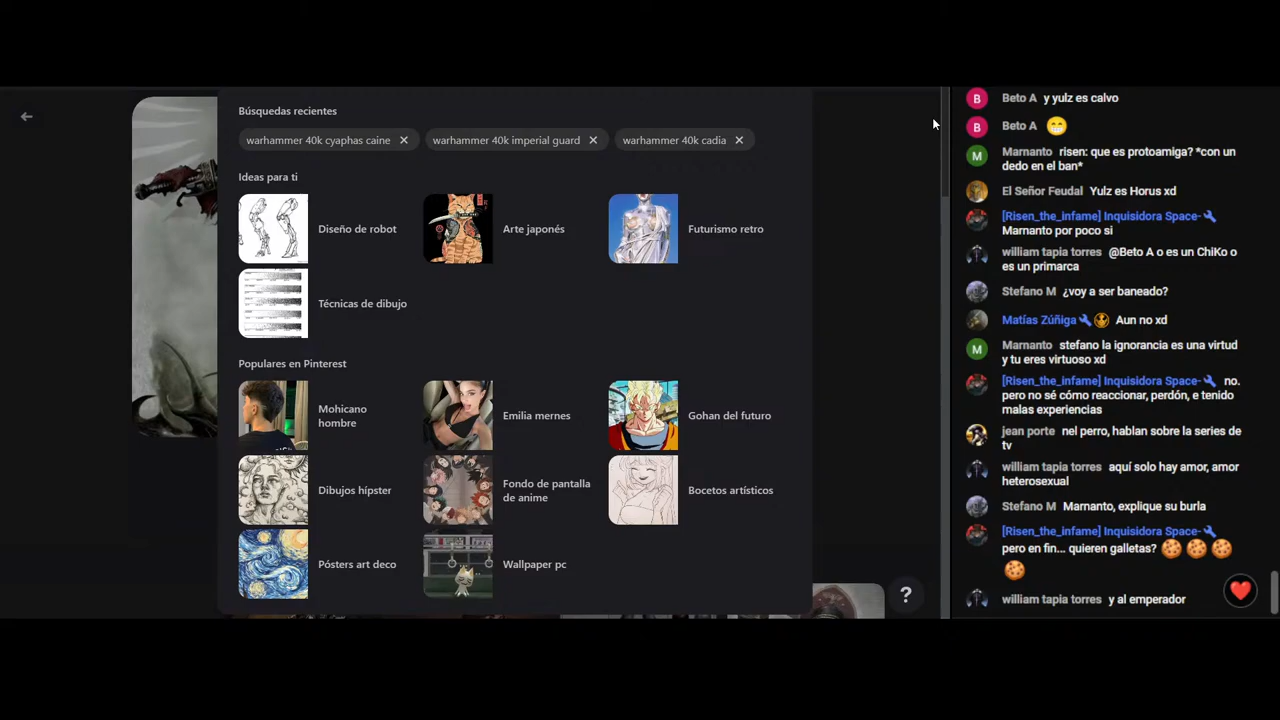 Búsquedas recientes
warhammer 40k cyaphas caine
warhammer 40k imperial guard
warhammer 40k cadia
Ideas para ti
Diseño de robot
Arte japonés
Futurismo retro
Técnicas de dibujo
Populares en Pinterest
Mohicano
hombre
Emilia mernes
Gohan del futuro
Dibujos hípster
Fondo de pantalla
de anime
Bocetos artísticos
Pósters art deco
Wallpaper pc
?
B Beto A y yulz es calvo
B Beto A
M Marnanto risen: que es protoamiga? *con un
dedo en el ban*
El Señor Feudal Yulz es Horus xd
[Risen_the_infame] Inquisidora Space-
Marnanto por poco si
william tapia torres @Beto A o es un ChiKo o
es un primarca
Stefano M ¿voy a ser baneado?
Matías Zúñiga Aun no xd
M Marnanto stefano la ignorancia es una virtud
y tu eres virtuoso xd
[Risen_the_infame] Inquisidora Space- no.
pero no sé cómo reaccionar, perdón, e tenido
malas experiencias
jean porte nel perro, hablan sobre la series de
tv
william tapia torres aquí solo hay amor, amor
heterosexual
Stefano M Marnanto, explique su burla
[Risen_the_infame] Inquisidora Space-
pero en fin... quieren galletas?
william tapia torres y al emperador